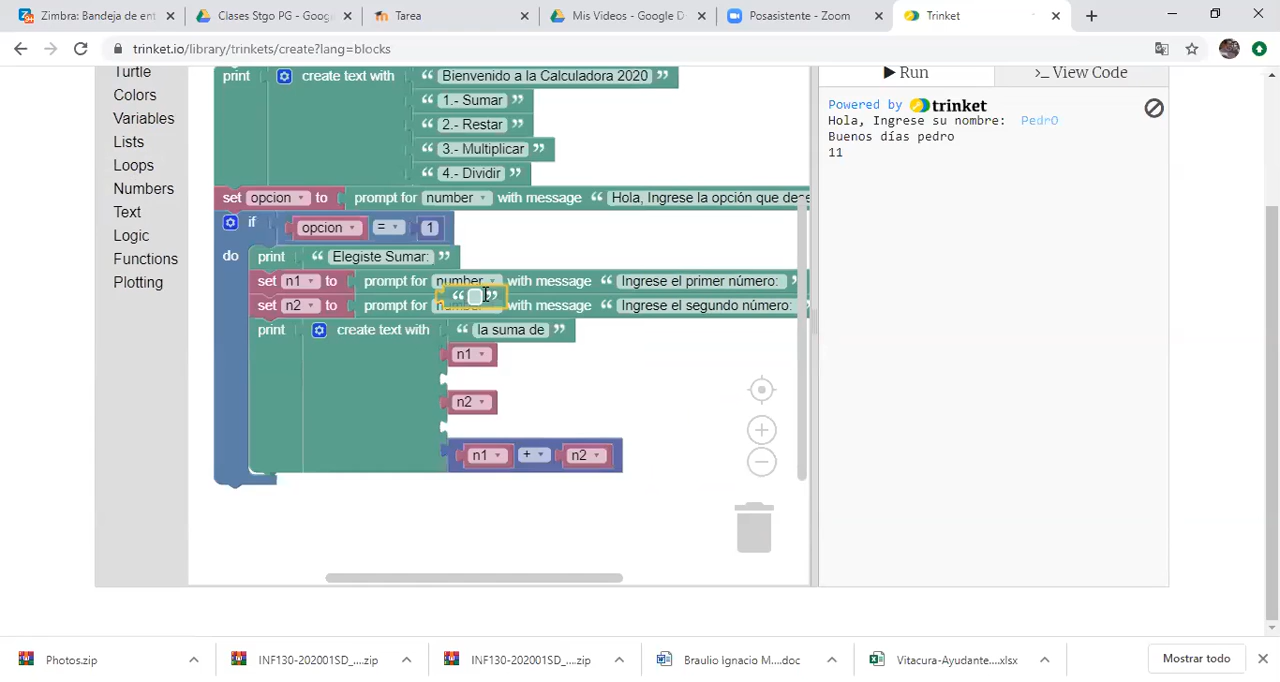 Zimbra: Bandeja de ent
Clases Stgo PG - Goog
Tarea
Mis Videos - Google D
Posasistente - Zoom
Trinket
trinket.io/library/trinkets/create?lang=blocks
Turtle
Colors
Variables
Lists
Loops
Numbers
Text
Logic
Functions
Plotting
print create text with “ Bienvenido a la Calculadora 2020 ”
“ 1.- Sumar ”
“ 2.- Restar ”
“ 3.- Multiplicar ”
“ 4.- Dividir ”
set opcion to prompt for number with message “ Hola, Ingrese la opción que dese
if opcion = 1
do print “ Elegiste Sumar: ”
set n1 to prompt for number with message “ Ingrese el primer número: ”
“ ”
set n2 to prompt for number with message “ Ingrese el segundo número:
print create text with “ la suma de ”
n1
n2
n1 + n2
Run
>_ View Code
Powered by trinket
Hola, Ingrese su nombre: PedrO
Buenos días pedro
11
Photos.zip
INF130-202001SD_....zip
INF130-202001SD_....zip
Braulio Ignacio M....doc
Vitacura-Ayudante....xlsx
Mostrar todo